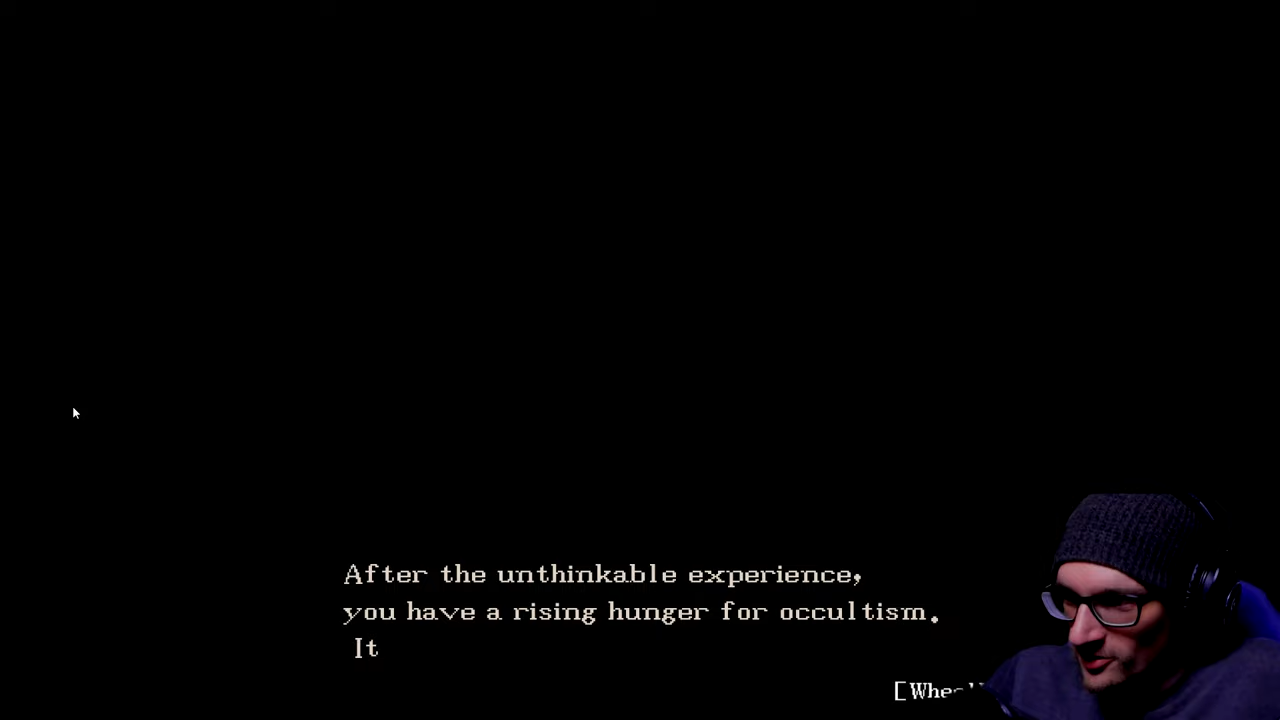 After the unthinkable experience,
you have a rising hunger for occultism.
It